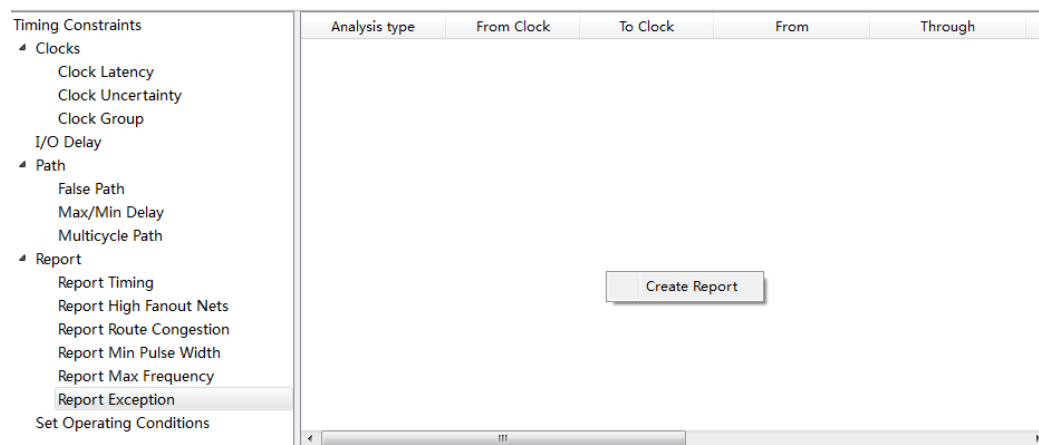 Timing Constraints
Clocks
Clock Latency
Clock Uncertainty
Clock Group
I/O Delay
Path
False Path
Max/Min Delay
Multicycle Path
Report
Report Timing
Report High Fanout Nets
Report Route Congestion
Report Min Pulse Width
Report Max Frequency
Report Exception
Set Operating Conditions
Analysis type From Clock To Clock From Through
Create Report